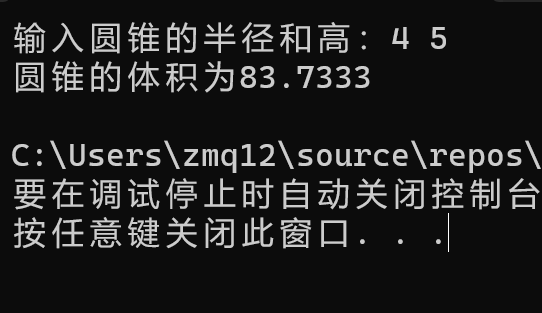 输入圆锥的半径和高：4 5
圆锥的体积为83.7333
C:\Users\zmq12\source\repos\
要在调试停止时自动关闭控制台
按任意键关闭此窗口. . .